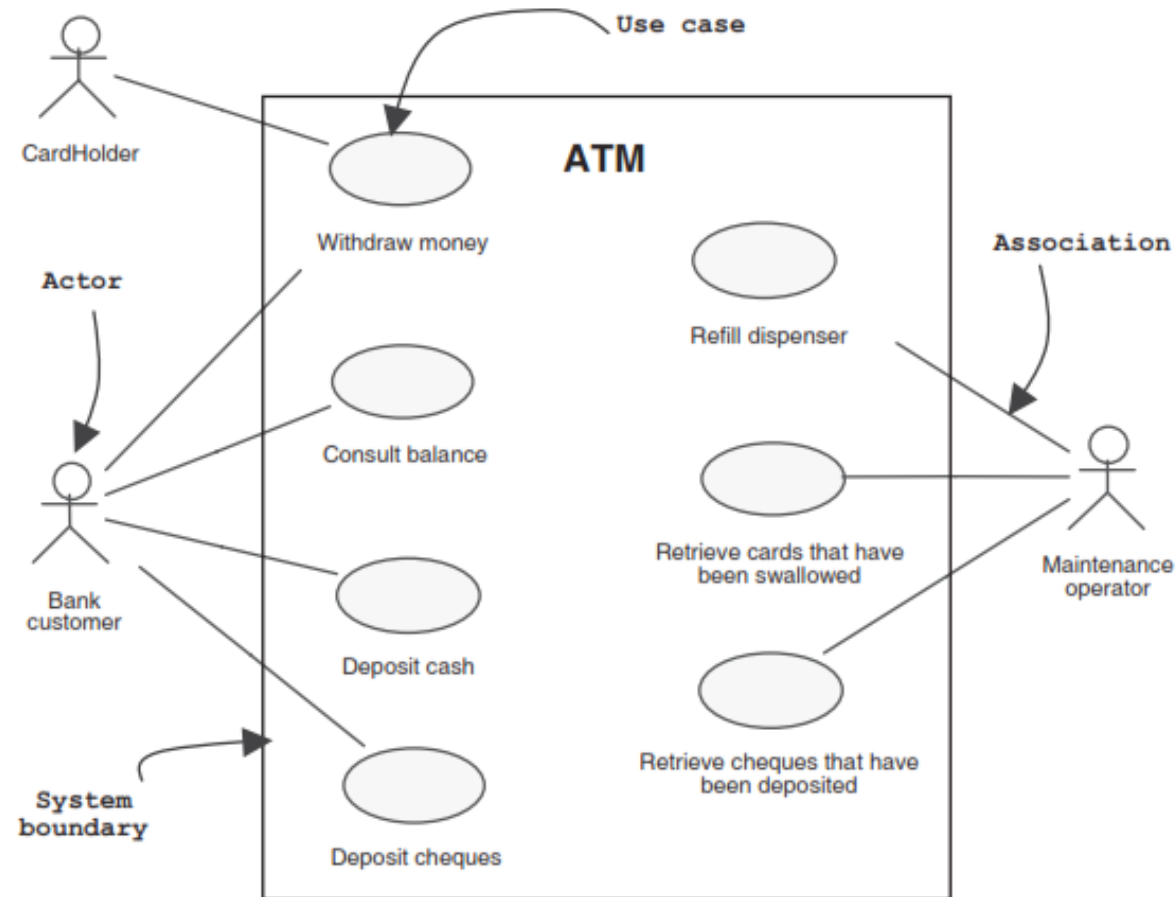 Use case
CardHolder
ATM
Withdraw money
Association
Actor
Refill dispenser
Consult balance
Retrieve cards that have
been swallowed
Maintenance
operator
Bank
customer
Deposit cash
Retrieve cheques that have
been deposited
System
boundary
Deposit cheques